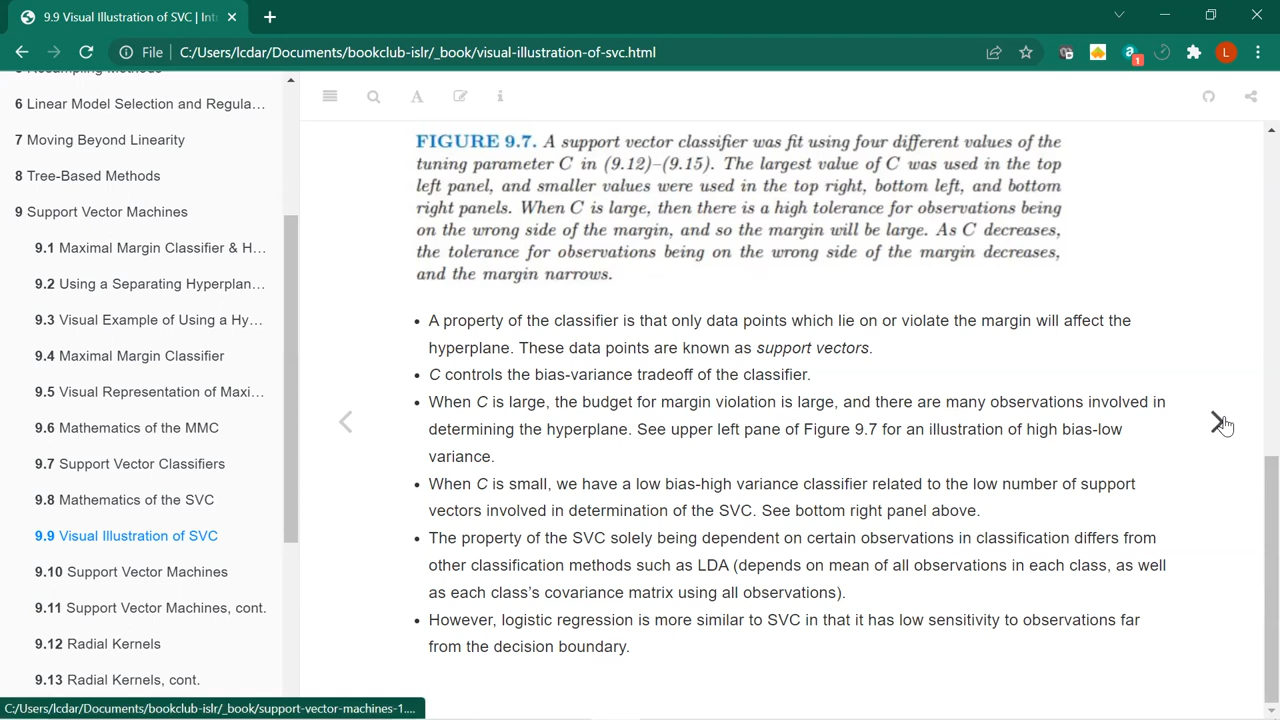 9.9 Visual Illustration of SVC | Int
File
C:/Users/lcdar/Documents/bookclub-islr/_book/visual-illustration-of-svc.html
1
L
6 Linear Model Selection and Regula...
7 Moving Beyond Linearity
8 Tree-Based Methods
9 Support Vector Machines
9.1 Maximal Margin Classifier & H...
9.2 Using a Separating Hyperplan...
9.3 Visual Example of Using a Hy...
9.4 Maximal Margin Classifier
9.5 Visual Representation of Maxi...
9.6 Mathematics of the MMC
9.7 Support Vector Classifiers
9.8 Mathematics of the SVC
9.9 Visual Illustration of SVC
9.10 Support Vector Machines
9.11 Support Vector Machines, cont.
9.12 Radial Kernels
9.13 Radial Kernels, cont.
C:/Users/lcdar/Documents/bookclub-islr/_book/support-vector-machines-1....
A
FIGURE 9.7. A support vector classifier was fit using four different values of the
tuning parameter C in (9.12)–(9.15). The largest value of C was used in the top
left panel, and smaller values were used in the top right, bottom left, and bottom
right panels. When C is large, then there is a high tolerance for observations being
on the wrong side of the margin, and so the margin will be large. As C decreases,
the tolerance for observations being on the wrong side of the margin decreases,
and the margin narrows.
• A property of the classifier is that only data points which lie on or violate the margin will affect the
hyperplane. These data points are known as support vectors.
• C controls the bias-variance tradeoff of the classifier.
• When C is large, the budget for margin violation is large, and there are many observations involved in
determining the hyperplane. See upper left pane of Figure 9.7 for an illustration of high bias-low
variance.
• When C is small, we have a low bias-high variance classifier related to the low number of support
vectors involved in determination of the SVC. See bottom right panel above.
• The property of the SVC solely being dependent on certain observations in classification differs from
other classification methods such as LDA (depends on mean of all observations in each class, as well
as each class's covariance matrix using all observations).
• However, logistic regression is more similar to SVC in that it has low sensitivity to observations far
from the decision boundary.